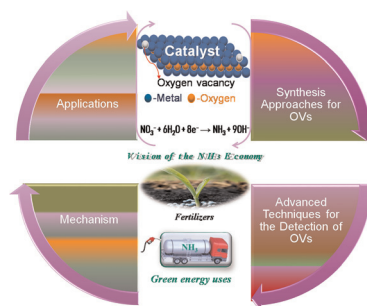 Catalyst
Oxygen vacancy
-Metal -Oxygen
NO₃⁻+ 6H₂O + 8e⁻→ NH₃ + 9OH⁻
Vision of the NH₃ Economy
Applications
Synthesis
Approaches for
OVs
Mechanism
Fertilizers
NH₃
Green energy uses
Advanced
Techniques for
the Detection of
OVs